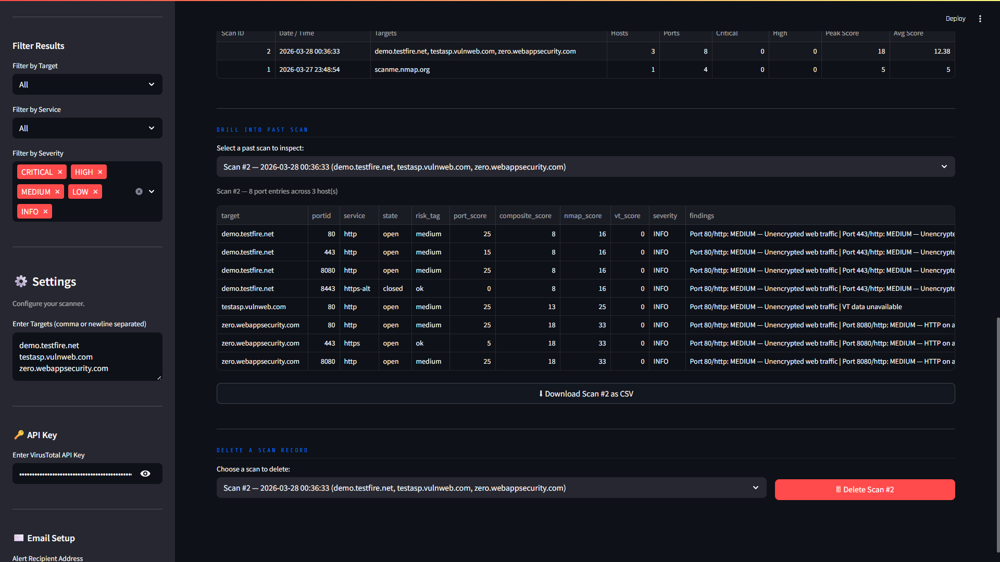 Deploy
Filter Results
Filter by Target
All
Filter by Service
All
Filter by Severity
CRITICAL × HIGH ×
MEDIUM × LOW ×
INFO ×
Settings
Configure your scanner.
Enter Targets (comma or newline separated)
demo.testfire.net
testasp.vulnweb.com
zero.webappsecurity.com
API Key
Enter VirusTotal API Key
Email Setup
Alert Recipient Address
Scan ID Date / Time Targets Hosts Ports Critical High Peak Score Avg Score
2 2026-03-28 00:36:33 demo.testfire.net, testasp.vulnweb.com, zero.webappsecurity.com 3 8 0 0 18 12.38
1 2026-03-27 23:48:54 scanme.nmap.org 1 4 0 0 5 5
DRILL INTO PAST SCAN
Select a past scan to inspect:
Scan #2 — 2026-03-28 00:36:33 (demo.testfire.net, testasp.vulnweb.com, zero.webappsecurity.com)
Scan #2 — 8 port entries across 3 host(s)
target portid service state risk_tag port_score composite_score nmap_score vt_score severity findings
demo.testfire.net 80 http open medium 25 8 16 0 INFO Port 80/http: MEDIUM — Unencrypted web traffic | Port 443/http: MEDIUM — Unencrypte
demo.testfire.net 443 http open medium 15 8 16 0 INFO Port 80/http: MEDIUM — Unencrypted web traffic | Port 443/http: MEDIUM — Unencrypte
demo.testfire.net 8080 http open medium 25 8 16 0 INFO Port 80/http: MEDIUM — Unencrypted web traffic | Port 443/http: MEDIUM — Unencrypte
demo.testfire.net 8443 https-alt closed ok 0 8 16 0 INFO Port 80/http: MEDIUM — Unencrypted web traffic | Port 443/http: MEDIUM — Unencrypte
testasp.vulnweb.com 80 http open medium 25 13 25 0 INFO Port 80/http: MEDIUM — Unencrypted web traffic | VT data unavailable
zero.webappsecurity.com 80 http open medium 25 18 33 0 INFO Port 80/http: MEDIUM — Unencrypted web traffic | Port 8080/http: MEDIUM — HTTP on a
zero.webappsecurity.com 443 https open ok 5 18 33 0 INFO Port 80/http: MEDIUM — Unencrypted web traffic | Port 8080/http: MEDIUM — HTTP on a
zero.webappsecurity.com 8080 http open medium 25 18 33 0 INFO Port 80/http: MEDIUM — Unencrypted web traffic | Port 8080/http: MEDIUM — HTTP on a
Download Scan #2 as CSV
DELETE A SCAN RECORD
Choose a scan to delete:
Scan #2 — 2026-03-28 00:36:33 (demo.testfire.net, testasp.vulnweb.com, zero.webappsecurity.com)
Delete Scan #2